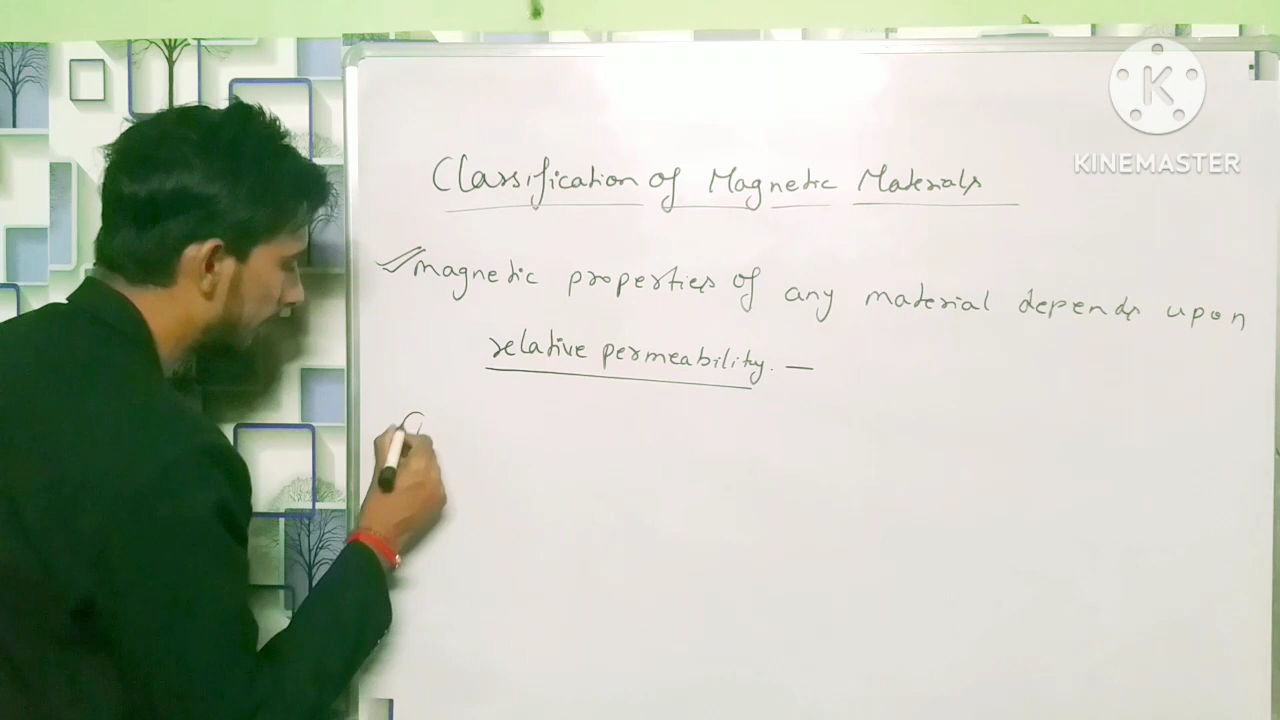 Classification of Magnetic Materials
magnetic properties of any material depends upon
relative permeability. —
KINEMASTER